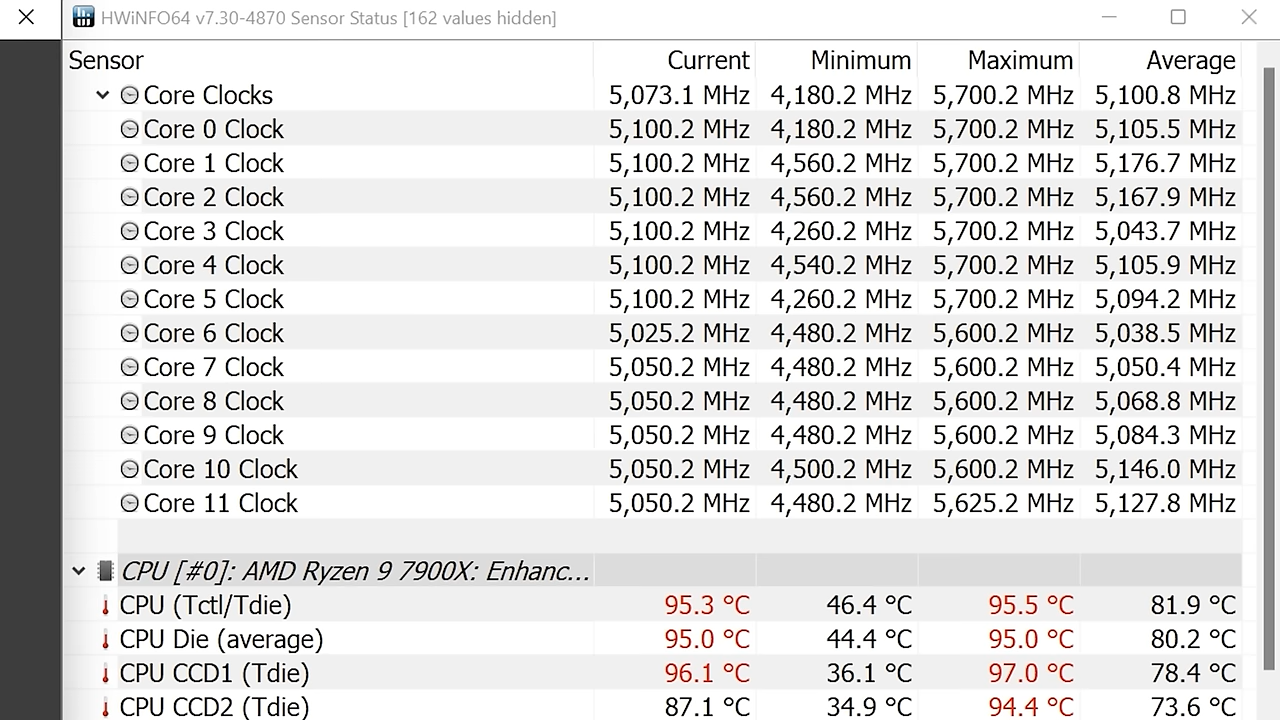 HWiNFO64 v7.30-4870 Sensor Status [162 values hidden]
Sensor Current Minimum Maximum Average
Core Clocks 5,073.1 MHz 4,180.2 MHz 5,700.2 MHz 5,100.8 MHz
Core 0 Clock 5,100.2 MHz 4,180.2 MHz 5,700.2 MHz 5,105.5 MHz
Core 1 Clock 5,100.2 MHz 4,560.2 MHz 5,700.2 MHz 5,176.7 MHz
Core 2 Clock 5,100.2 MHz 4,560.2 MHz 5,700.2 MHz 5,167.9 MHz
Core 3 Clock 5,100.2 MHz 4,260.2 MHz 5,700.2 MHz 5,043.7 MHz
Core 4 Clock 5,100.2 MHz 4,540.2 MHz 5,700.2 MHz 5,105.9 MHz
Core 5 Clock 5,100.2 MHz 4,260.2 MHz 5,700.2 MHz 5,094.2 MHz
Core 6 Clock 5,025.2 MHz 4,480.2 MHz 5,600.2 MHz 5,038.5 MHz
Core 7 Clock 5,050.2 MHz 4,480.2 MHz 5,600.2 MHz 5,050.4 MHz
Core 8 Clock 5,050.2 MHz 4,480.2 MHz 5,600.2 MHz 5,068.8 MHz
Core 9 Clock 5,050.2 MHz 4,480.2 MHz 5,600.2 MHz 5,084.3 MHz
Core 10 Clock 5,050.2 MHz 4,500.2 MHz 5,600.2 MHz 5,146.0 MHz
Core 11 Clock 5,050.2 MHz 4,480.2 MHz 5,625.2 MHz 5,127.8 MHz
CPU [#0]: AMD Ryzen 9 7900X: Enhanc...
CPU (Tctl/Tdie) 95.3 °C 46.4 °C 95.5 °C 81.9 °C
CPU Die (average) 95.0 °C 44.4 °C 95.0 °C 80.2 °C
CPU CCD1 (Tdie) 96.1 °C 36.1 °C 97.0 °C 78.4 °C
CPU CCD2 (Tdie) 87.1 °C 34.9 °C 94.4 °C 73.6 °C